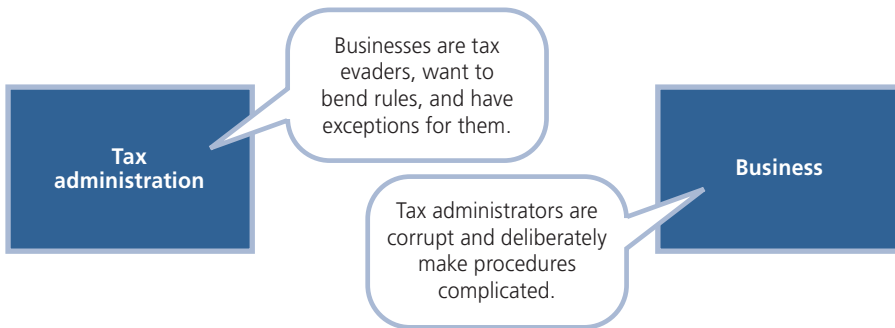 Businesses are tax
evaders, want to
bend rules, and have
exceptions for them.
Tax
administration
Business
Tax administrators are
corrupt and deliberately
make procedures
complicated.